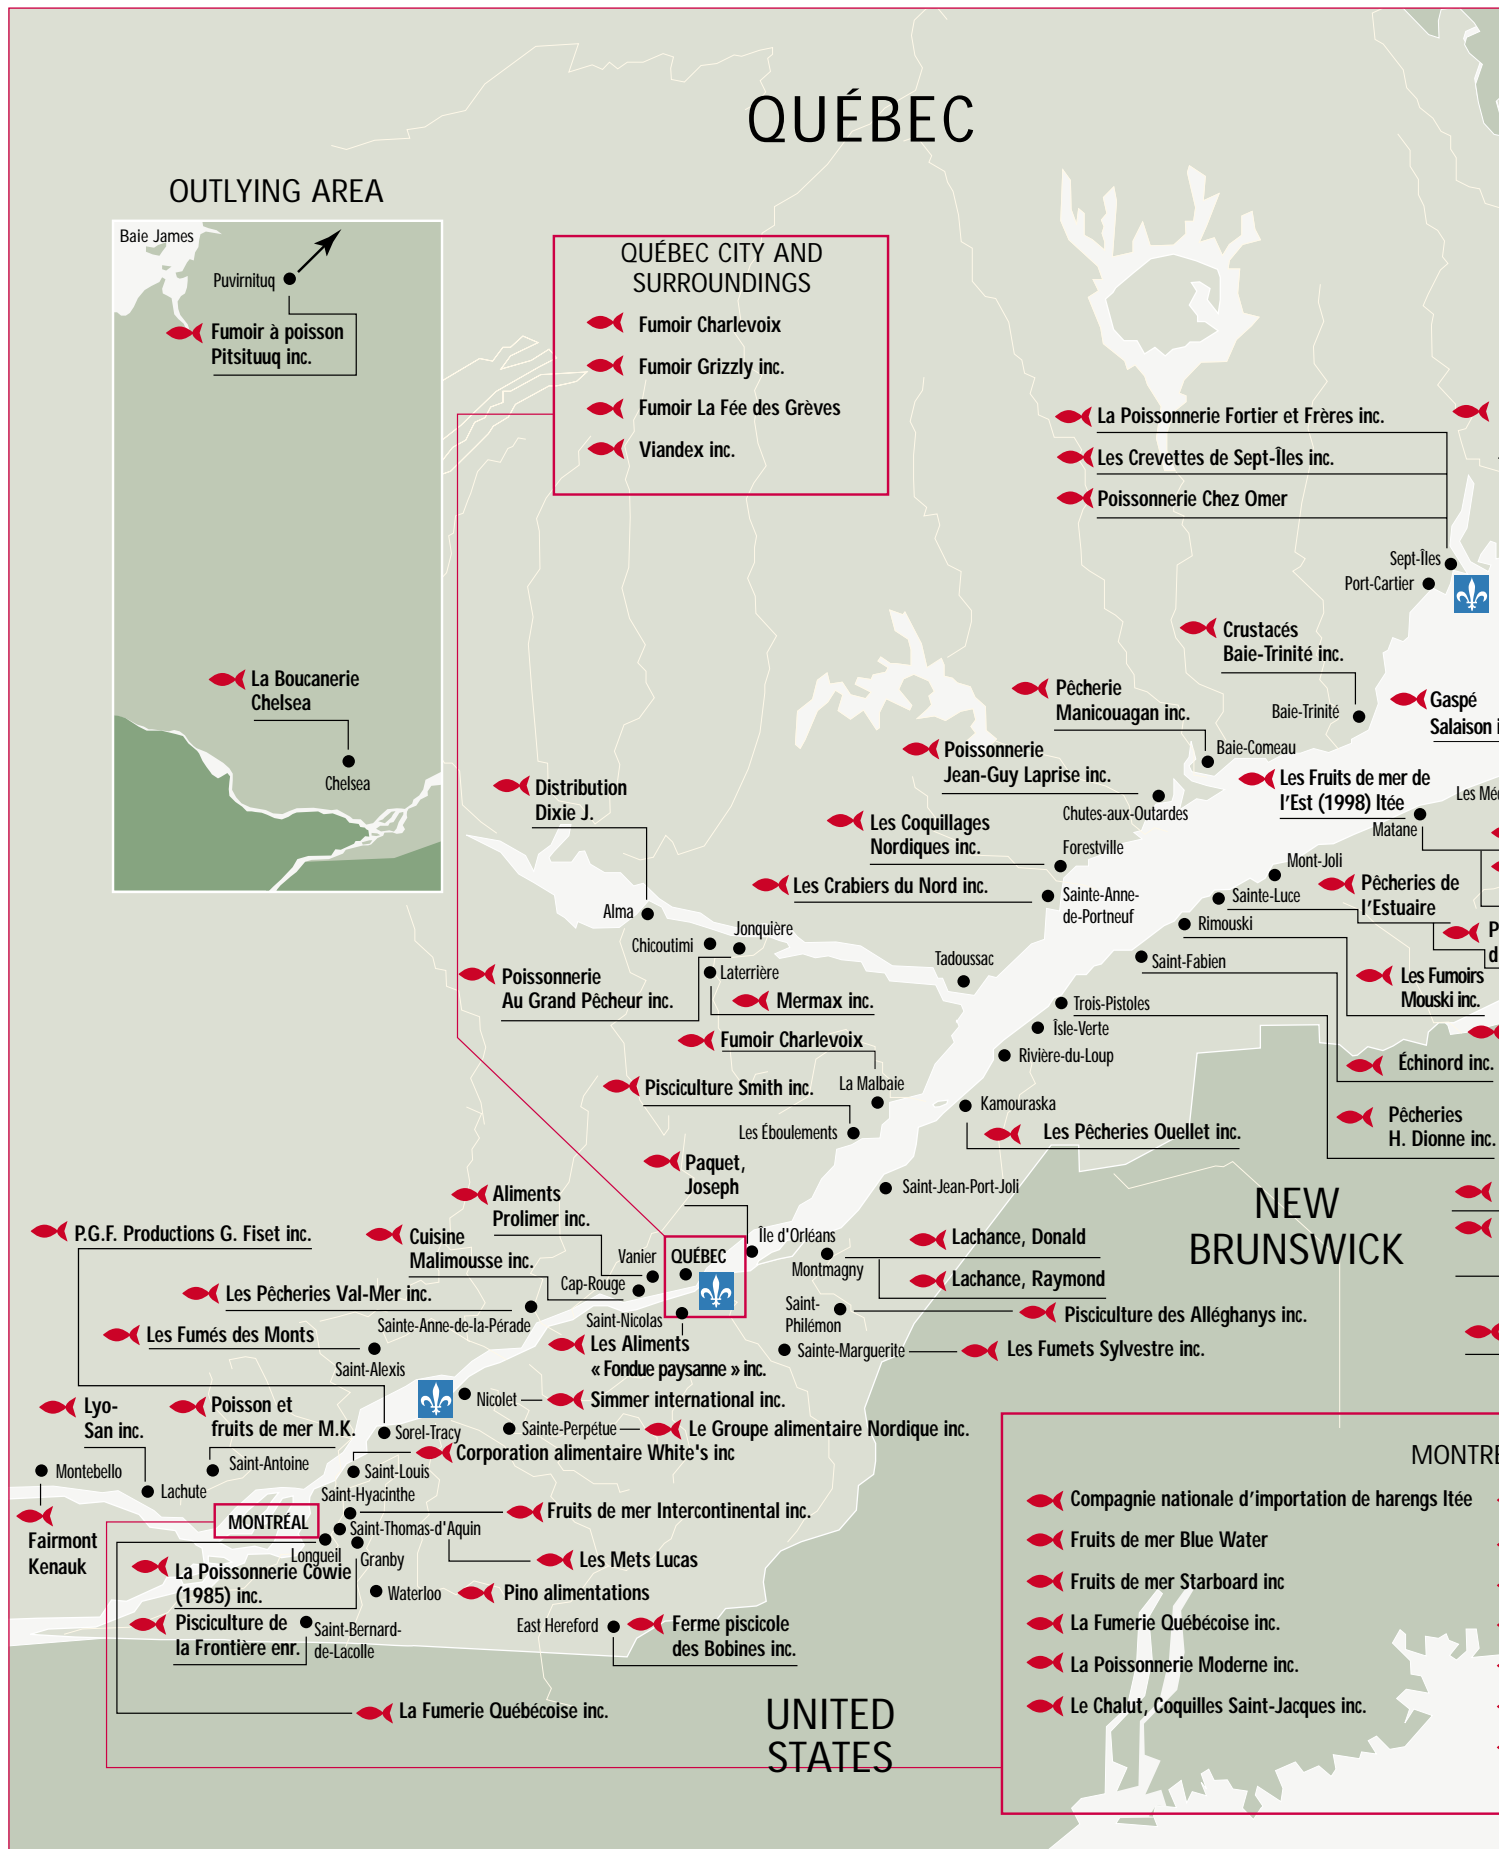 QUÉBEC
OUTLYING AREA
Baie James
Puvirnituq
Fumoir à poisson
Pitsituuq inc.
La Boucanerie
Chelsea
Chelsea
QUÉBEC CITY AND
SURROUNDINGS
Fumoir Charlevoix
Fumoir Grizzly inc.
Fumoir La Fée des Grèves
Viandex inc.
La Poissonnerie Fortier et Frères inc.
Les Crevettes de Sept-Îles inc.
Poissonnerie Chez Omer
Sept-Îles
Port-Cartier
Crustacés
Baie-Trinité inc.
Baie-Trinité
Pêcherie
Manicouagan inc.
Baie-Comeau
Gaspé
Salaison i
Poissonnerie
Jean-Guy Laprise inc.
Chutes-aux-Outardes
Les Fruits de mer de
l'Est (1998) ltée
Les Méc
Matane
Distribution
Dixie J.
Les Coquillages
Nordiques inc.
Forestville
Mont-Joli
Les Crabiers du Nord inc.
Sainte-Anne-
de-Portneuf
Sainte-Luce
Pêcheries de
l'Estuaire
Alma
Jonquière
Chicoutimi
Rimouski
P
d
Tadoussac
Saint-Fabien
Poissonnerie
Au Grand Pêcheur inc.
Laterrière
Mermax inc.
Les Fumoirs
Mouski inc.
Trois-Pistoles
Îsle-Verte
Rivière-du-Loup
Fumoir Charlevoix
Échinord inc.
La Malbaie
Pisciculture Smith inc.
Les Éboulements
Kamouraska
Les Pêcheries Ouellet inc.
Pêcheries
H. Dionne inc.
Paquet,
Joseph
Saint-Jean-Port-Joli
NEW
BRUNSWICK
Aliments
Prolimer inc.
P.G.F. Productions G. Fiset inc.
Cuisine
Malimousse inc.
Vanier
QUÉBEC
Île d'Orléans
Lachance, Donald
Montmagny
Cap-Rouge
Lachance, Raymond
Les Pêcheries Val-Mer inc.
Sainte-Anne-de-la-Pérade
Saint-Nicolas
Saint-
Philémon
Pisciculture des Alléghanys inc.
Les Fumés des Monts
Saint-Alexis
Les Aliments
« Fondue paysanne » inc.
Sainte-Marguerite
Les Fumets Sylvestre inc.
Lyo-
San inc.
Poisson et
fruits de mer M.K.
Nicolet
Simmer international inc.
Sorel-Tracy
Sainte-Perpétue
Le Groupe alimentaire Nordique inc.
Corporation alimentaire White's inc
Montebello
Saint-Antoine
Saint-Louis
Lachute
Saint-Hyacinthe
Fruits de mer Intercontinental inc.
Fairmont
Kenauk
MONTRÉAL
Saint-Thomas-d'Aquin
Longueil
Granby
Les Mets Lucas
La Poissonnerie Cowie
(1985) inc.
Waterloo
Pino alimentations
Pisciculture de
la Frontière enr.
Saint-Bernard-
de-Lacolle
East Hereford
Ferme piscicole
des Bobines inc.
La Fumerie Québécoise inc.
UNITED
STATES
MONTRÉ
Compagnie nationale d'importation de harengs ltée
Fruits de mer Blue Water
Fruits de mer Starboard inc
La Fumerie Québécoise inc.
La Poissonnerie Moderne inc.
Le Chalut, Coquilles Saint-Jacques inc.